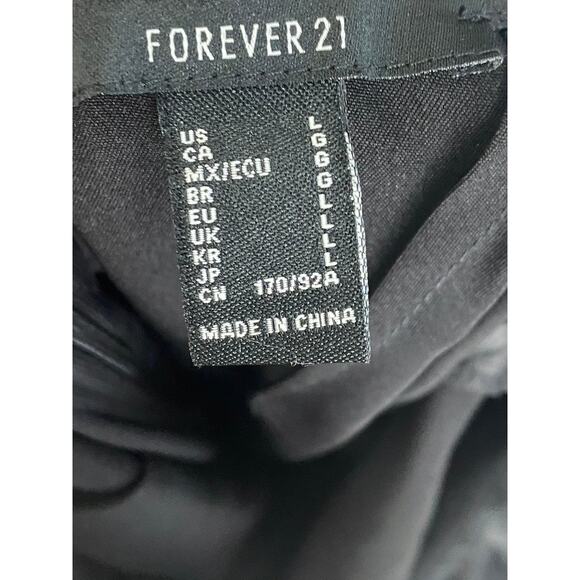 FOREVER 21
US L
CA G
MX/ECU G
BR G
EU L
UK L
KR L
JP L
CN 170/92A
MADE IN CHINA